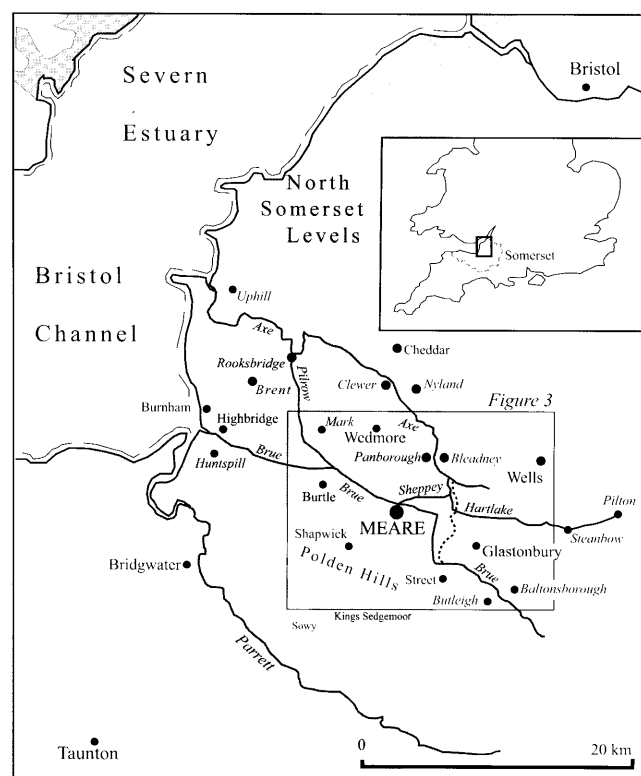 Severn
Estuary
Bristol
North
Somerset
Levels
Somerset
Bristol
Channel
Uphill
Axe
Cheddar
Rooksbridge
Pilrow
Brent
Clewer
Nyland
Figure 3
Burnham
Highbridge
Mark
Wedmore
Axe
Huntspill
Brue
Panborough
Bleadney
Wells
Burtle
Brue
Sheppey
Hartlake
Pilton
MEARE
Steanbow
Shapwick
Polden Hills
Glastonbury
Bridgwater
Street
Brue
Baltonsborough
Butleigh
Sowy
Kings Sedgemoor
Parrett
Taunton
0
20 km